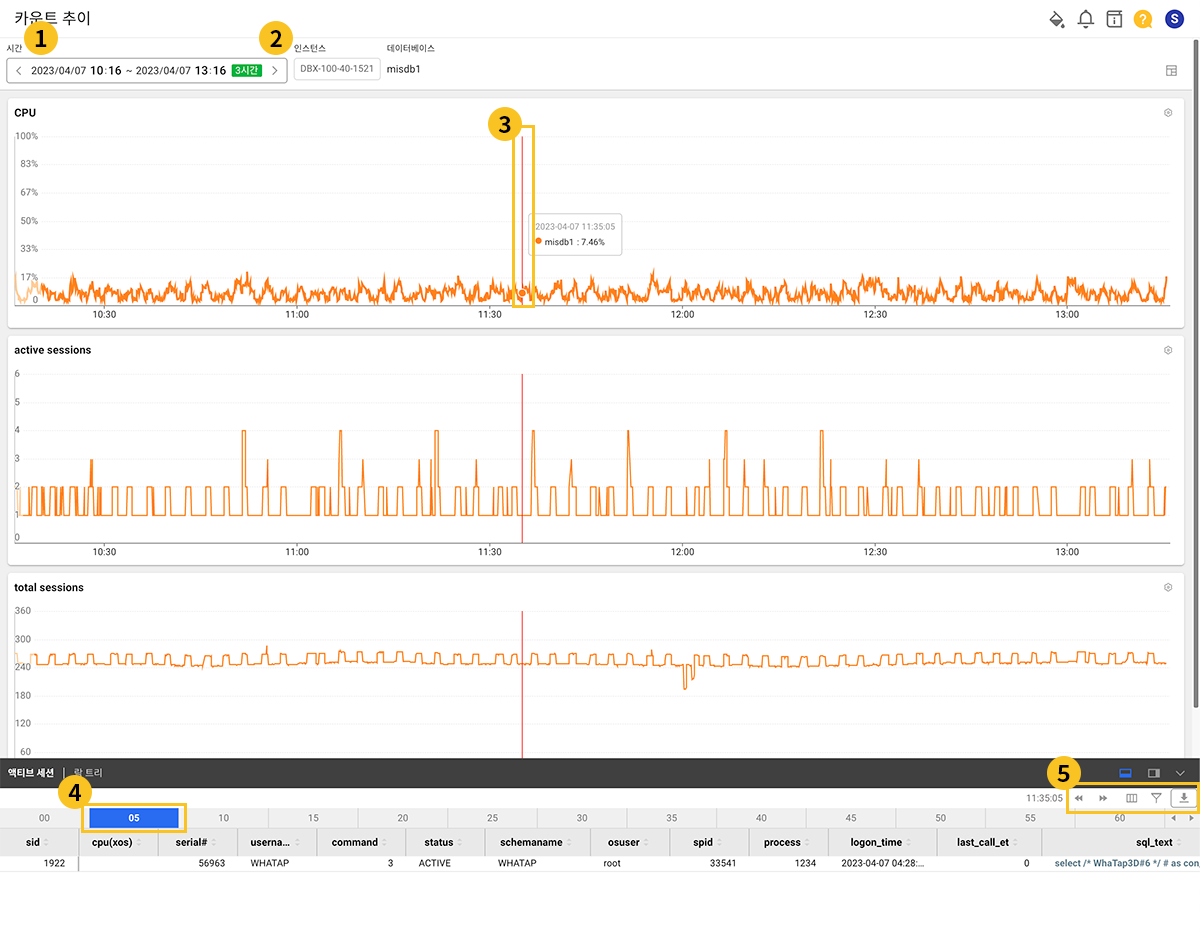 카운트 추이
? S
1 2
시간 인스턴스 데이터베이스
2023/04/07 10:16 ~ 2023/04/07 13:16 3시간 DBX-100-40-1521 misdb1
CPU
3
100%
83%
67%
50%
2023-04-07 11:35:05
misdb1 : 7.46%
33%
17%
0
10:30 11:00 11:30 12:00 12:30 13:00
active sessions
6
5
4
3
2
1
0
10:30 11:00 11:30 12:00 12:30 13:00
total sessions
360
300
240
180
120
60
액티브 세션 | 락 트리
4 5
11:35:05
00 05 10 15 20 25 30 35 40 45 50 55 60
sid cpu(xos) serial# userna... command status schemaname osuser spid process logon_time last_call_et sql_text
1922 56963 WHATAP 3 ACTIVE WHATAP root 33541 1234 2023-04-07 04:28:... 0 select /* WhaTap3D#6 */ # as con